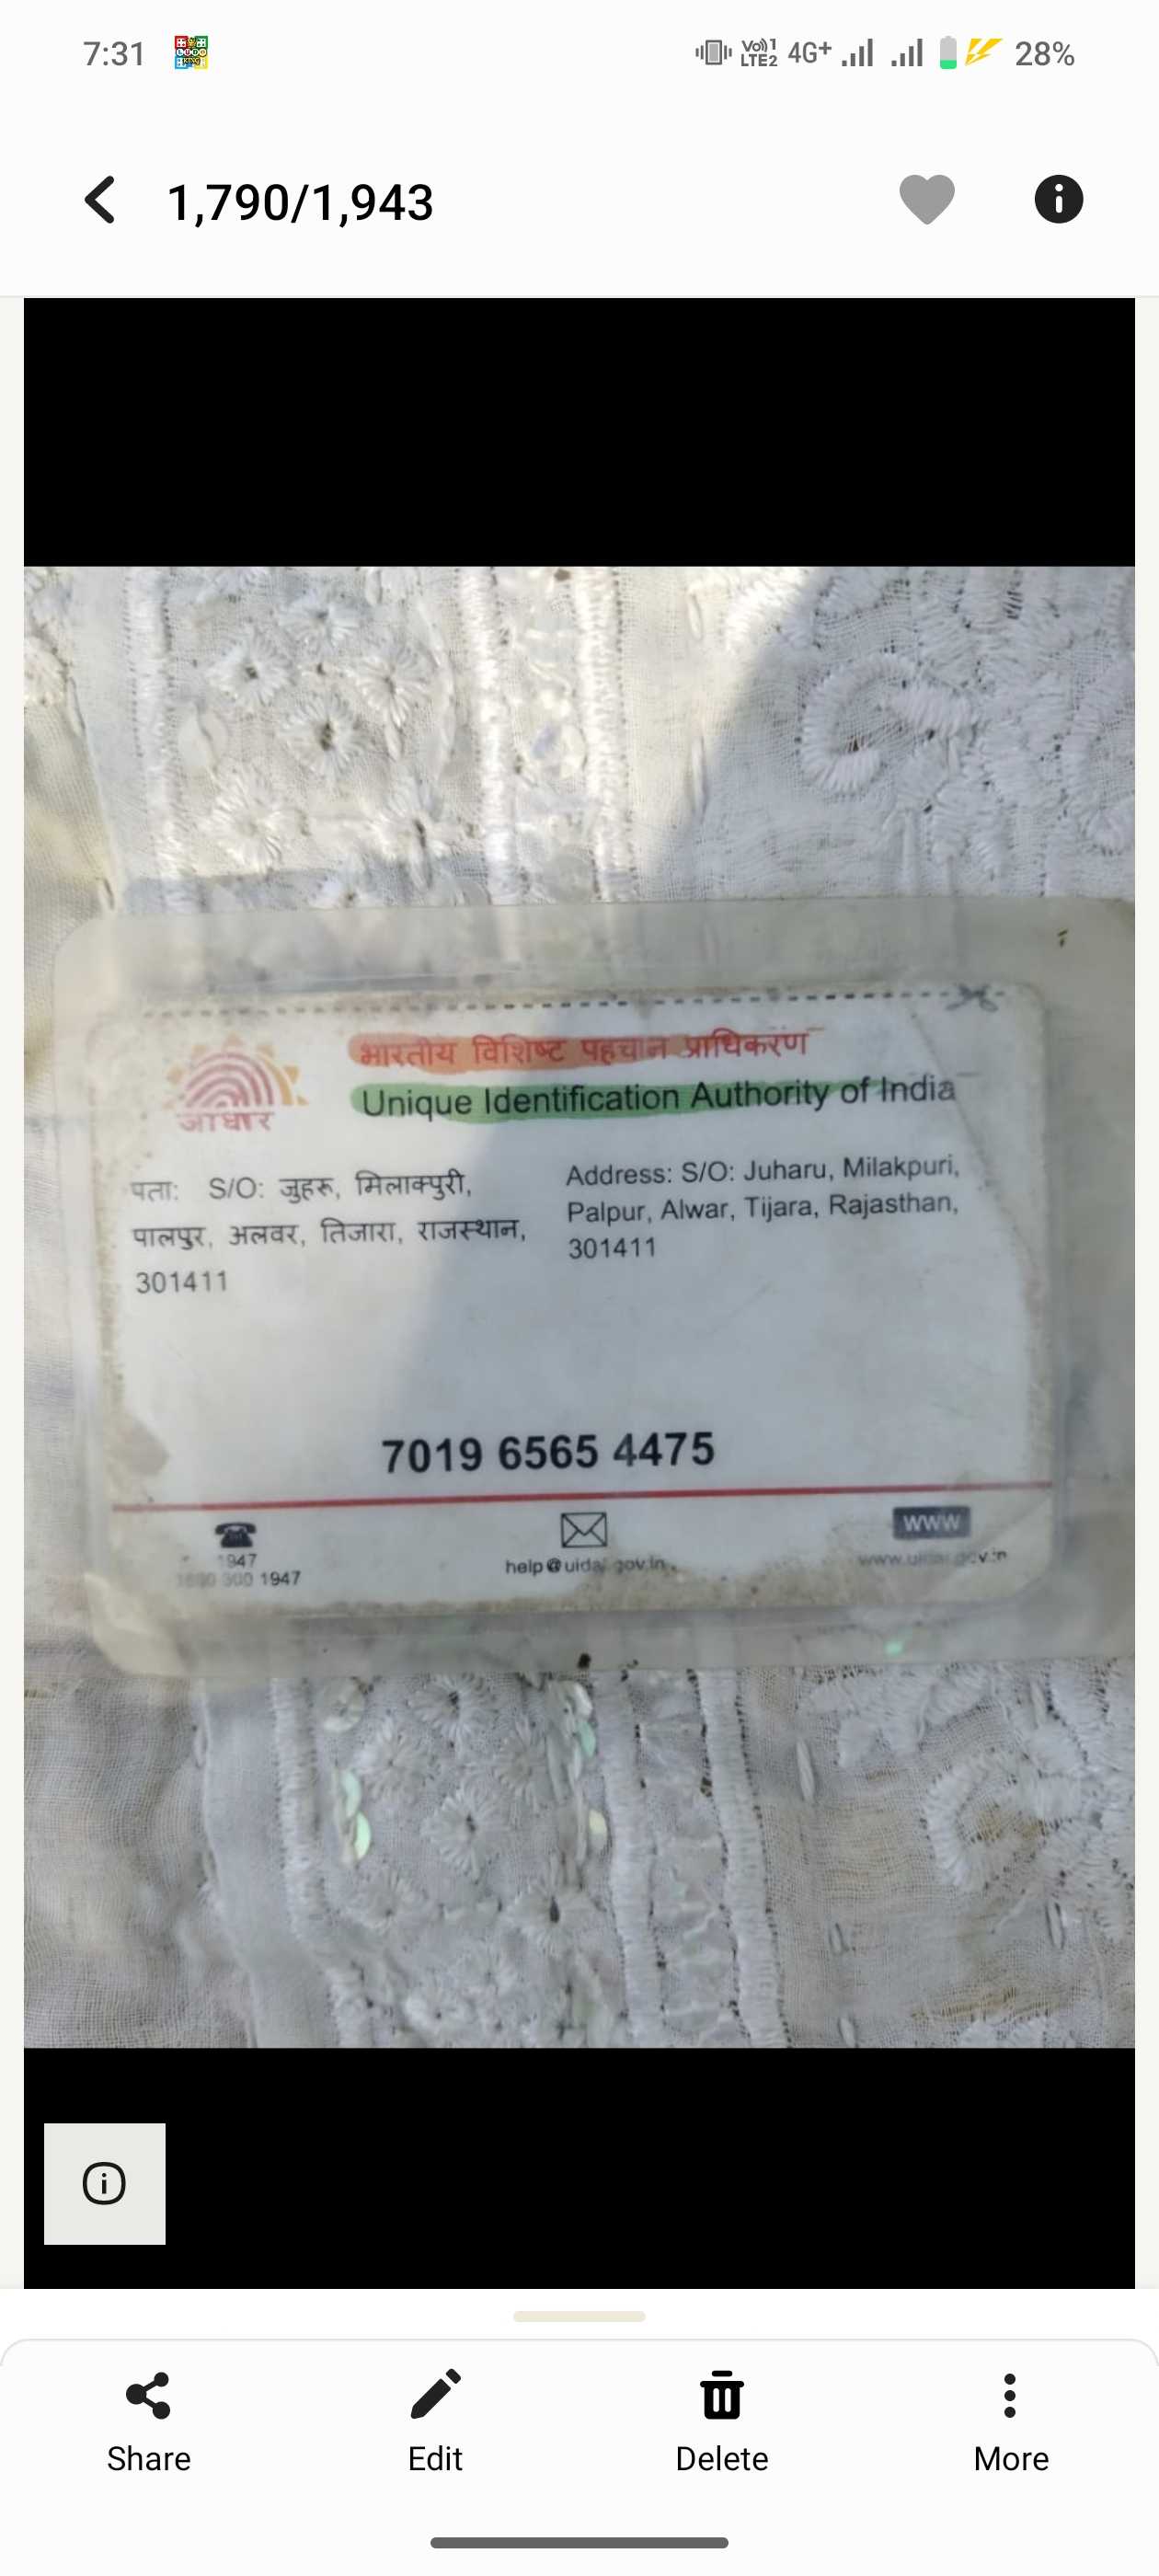 7:31
Vo) 1
LTE2
4G+
28%
1,790/1,943
भारतीय विशिष्ट पहचान प्राधिकरण
Unique Identification Authority of India
आधार
पता: S/O: जुहरू, मिलाक्पुरी,
पालपुर, अलवर, तिजारा, राजस्थान,
301411
Address: S/O: Juharu, Milakpuri,
Palpur, Alwar, Tijara, Rajasthan,
301411
7019 6565 4475
1947
1800 300 1947
help@uidai.gov.in
WWW
www.uidai.gov.in
Share
Edit
Delete
More